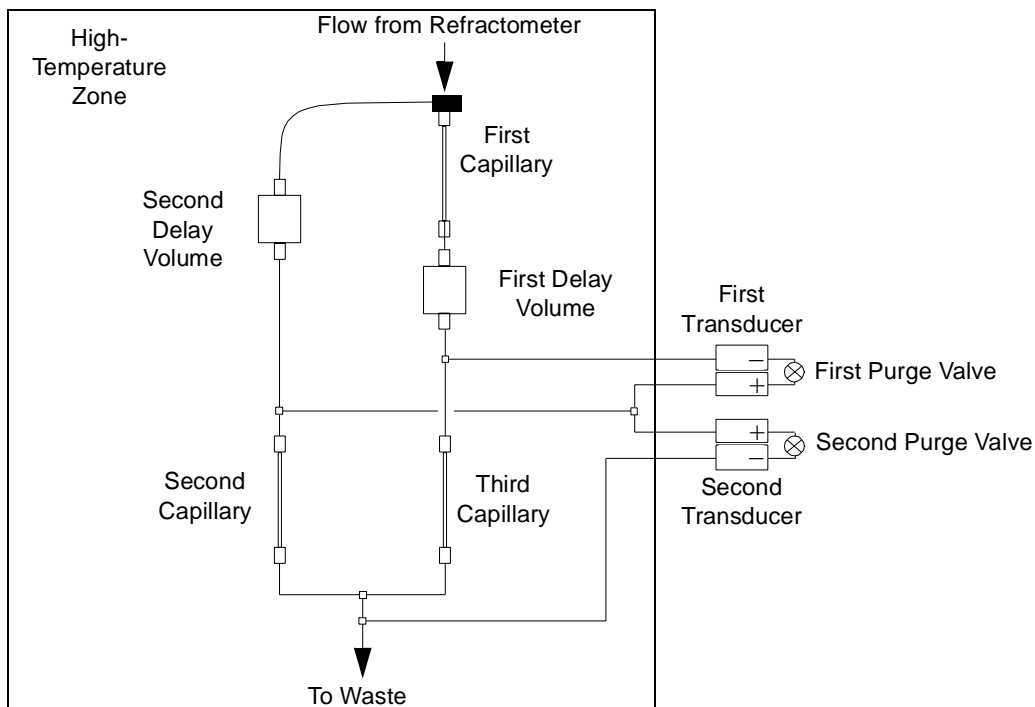 Flow from Refractometer
High-
Temperature
Zone
First
Capillary
Second
Delay
Volume
First Delay
Volume
First
Transducer
−
First Purge Valve
+
+
Second Purge Valve
−
Second
Capillary
Third
Capillary
Second
Transducer
To Waste